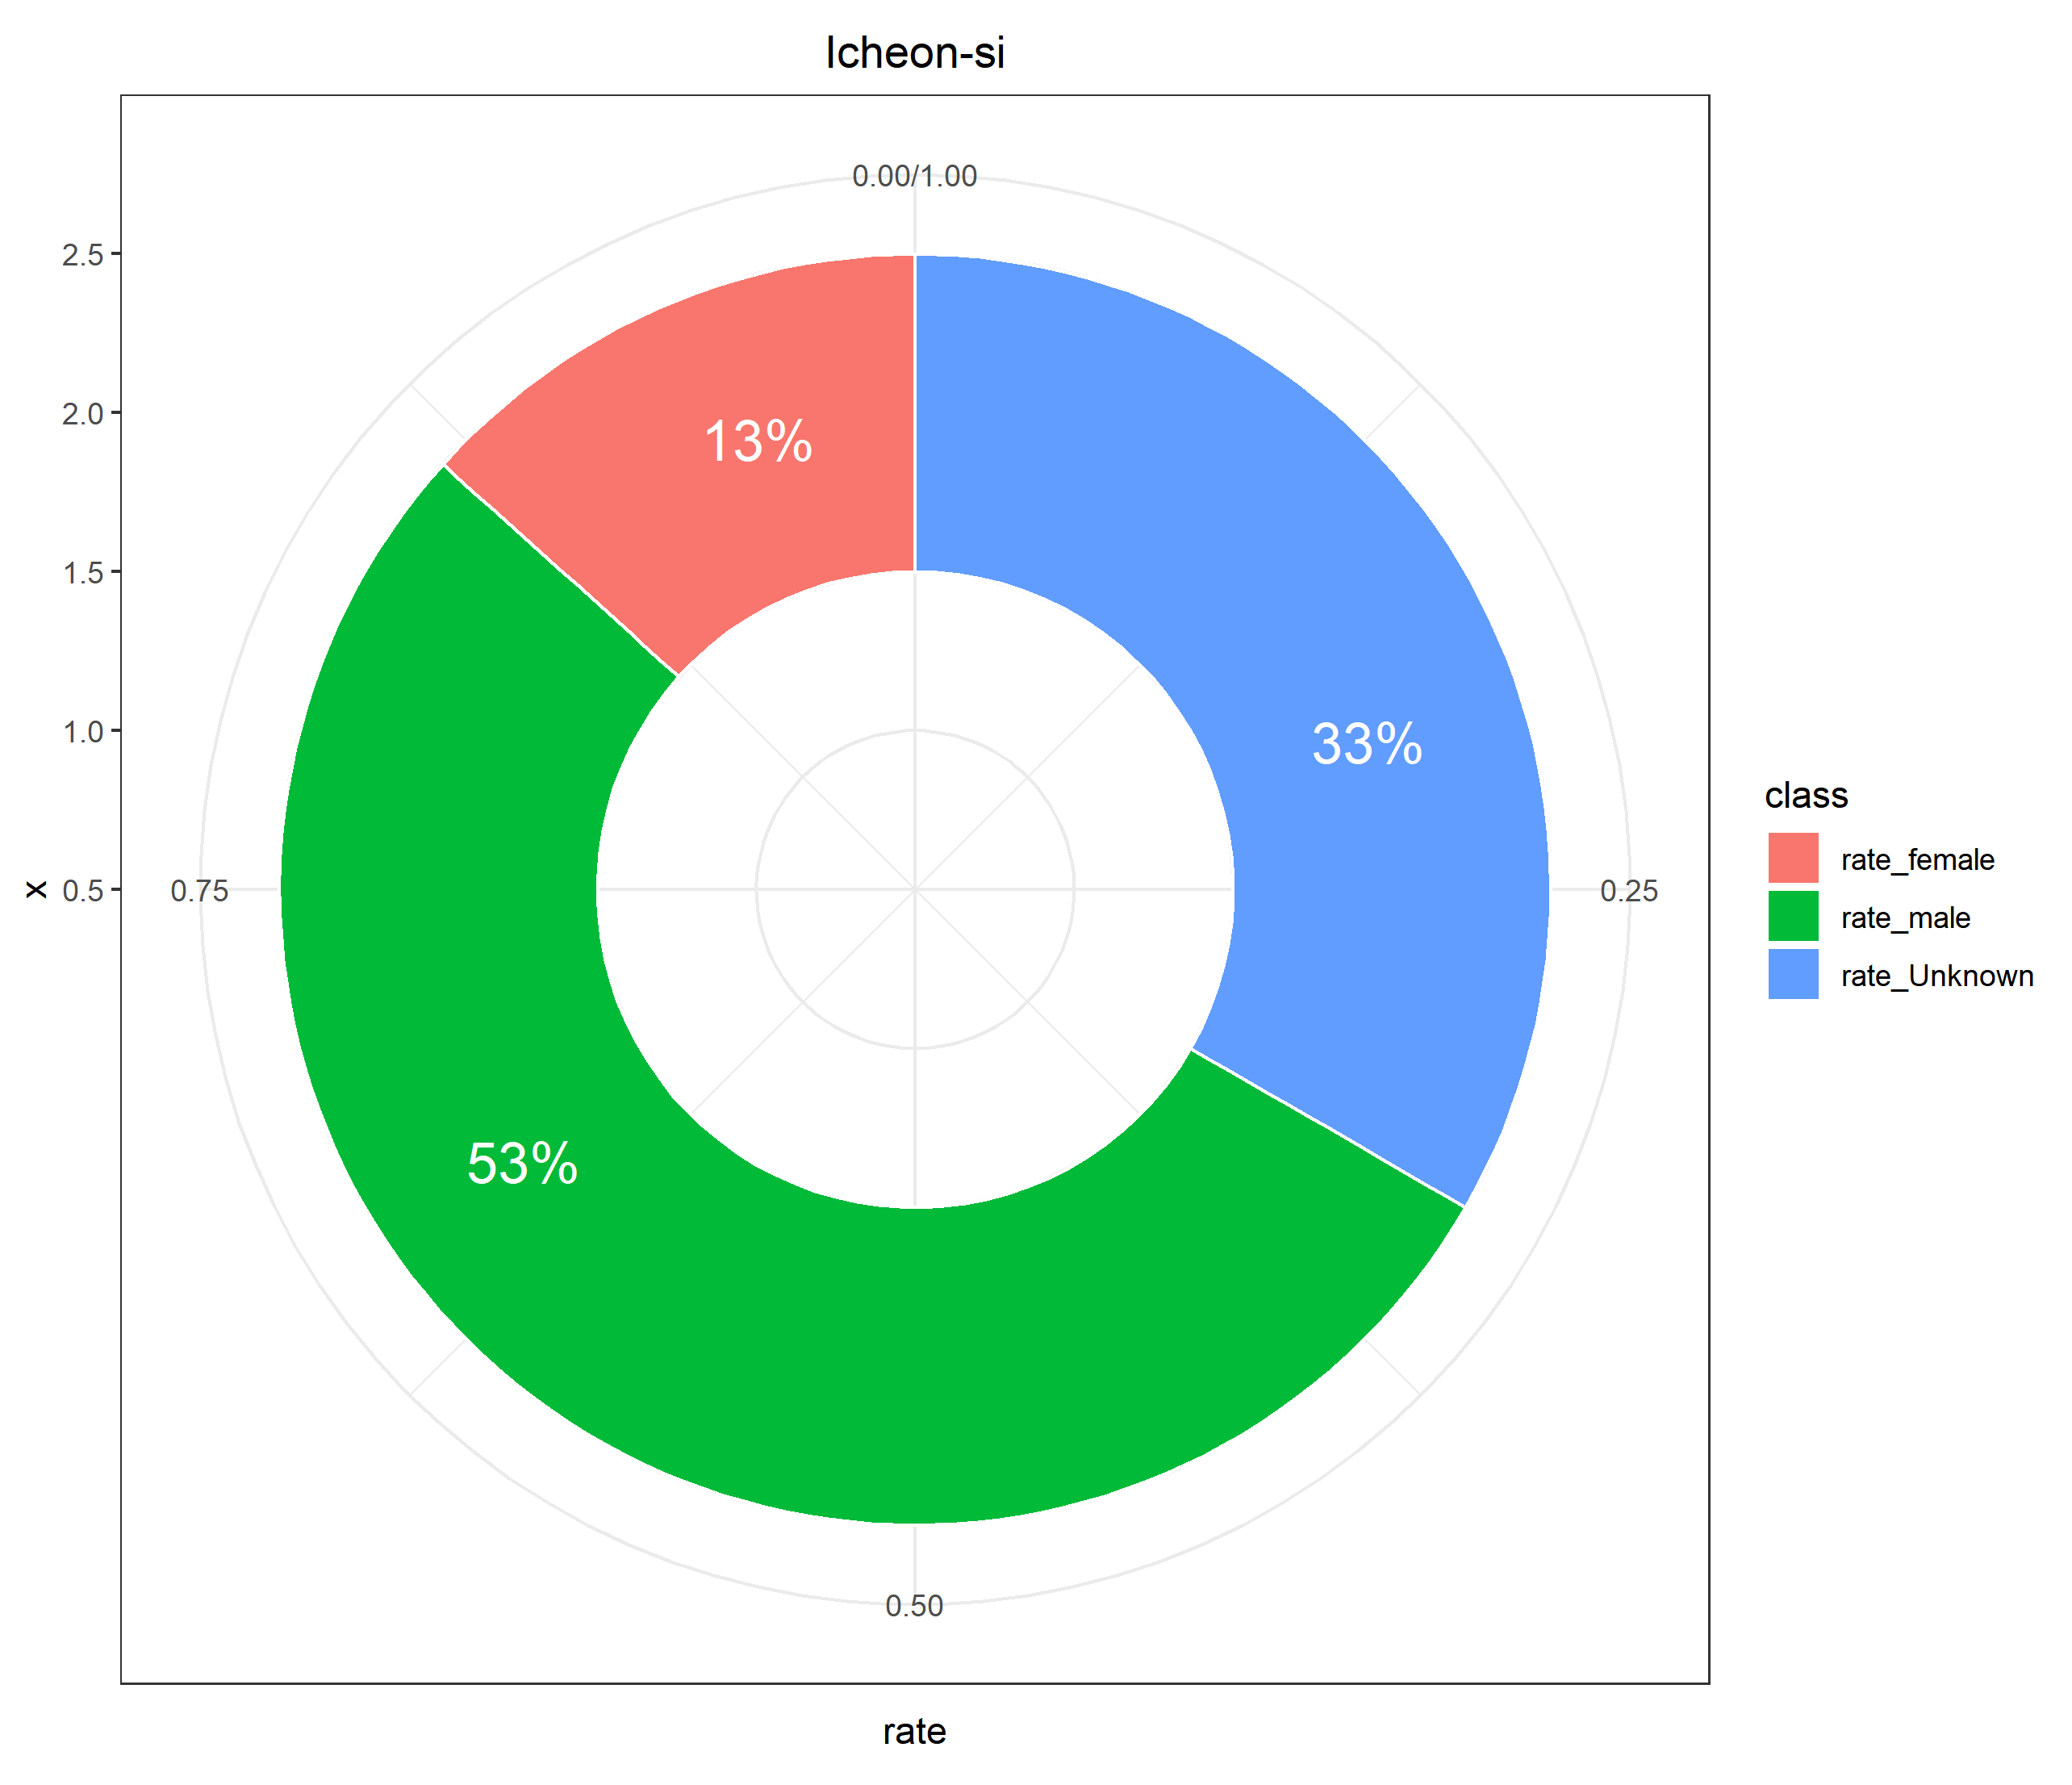 Icheon-si
0.00/1.00
2.5
2.0
1.5
1.0
0.5
x
0.75
0.25
0.50
13%
33%
53%
rate
class
rate_female
rate_male
rate_Unknown